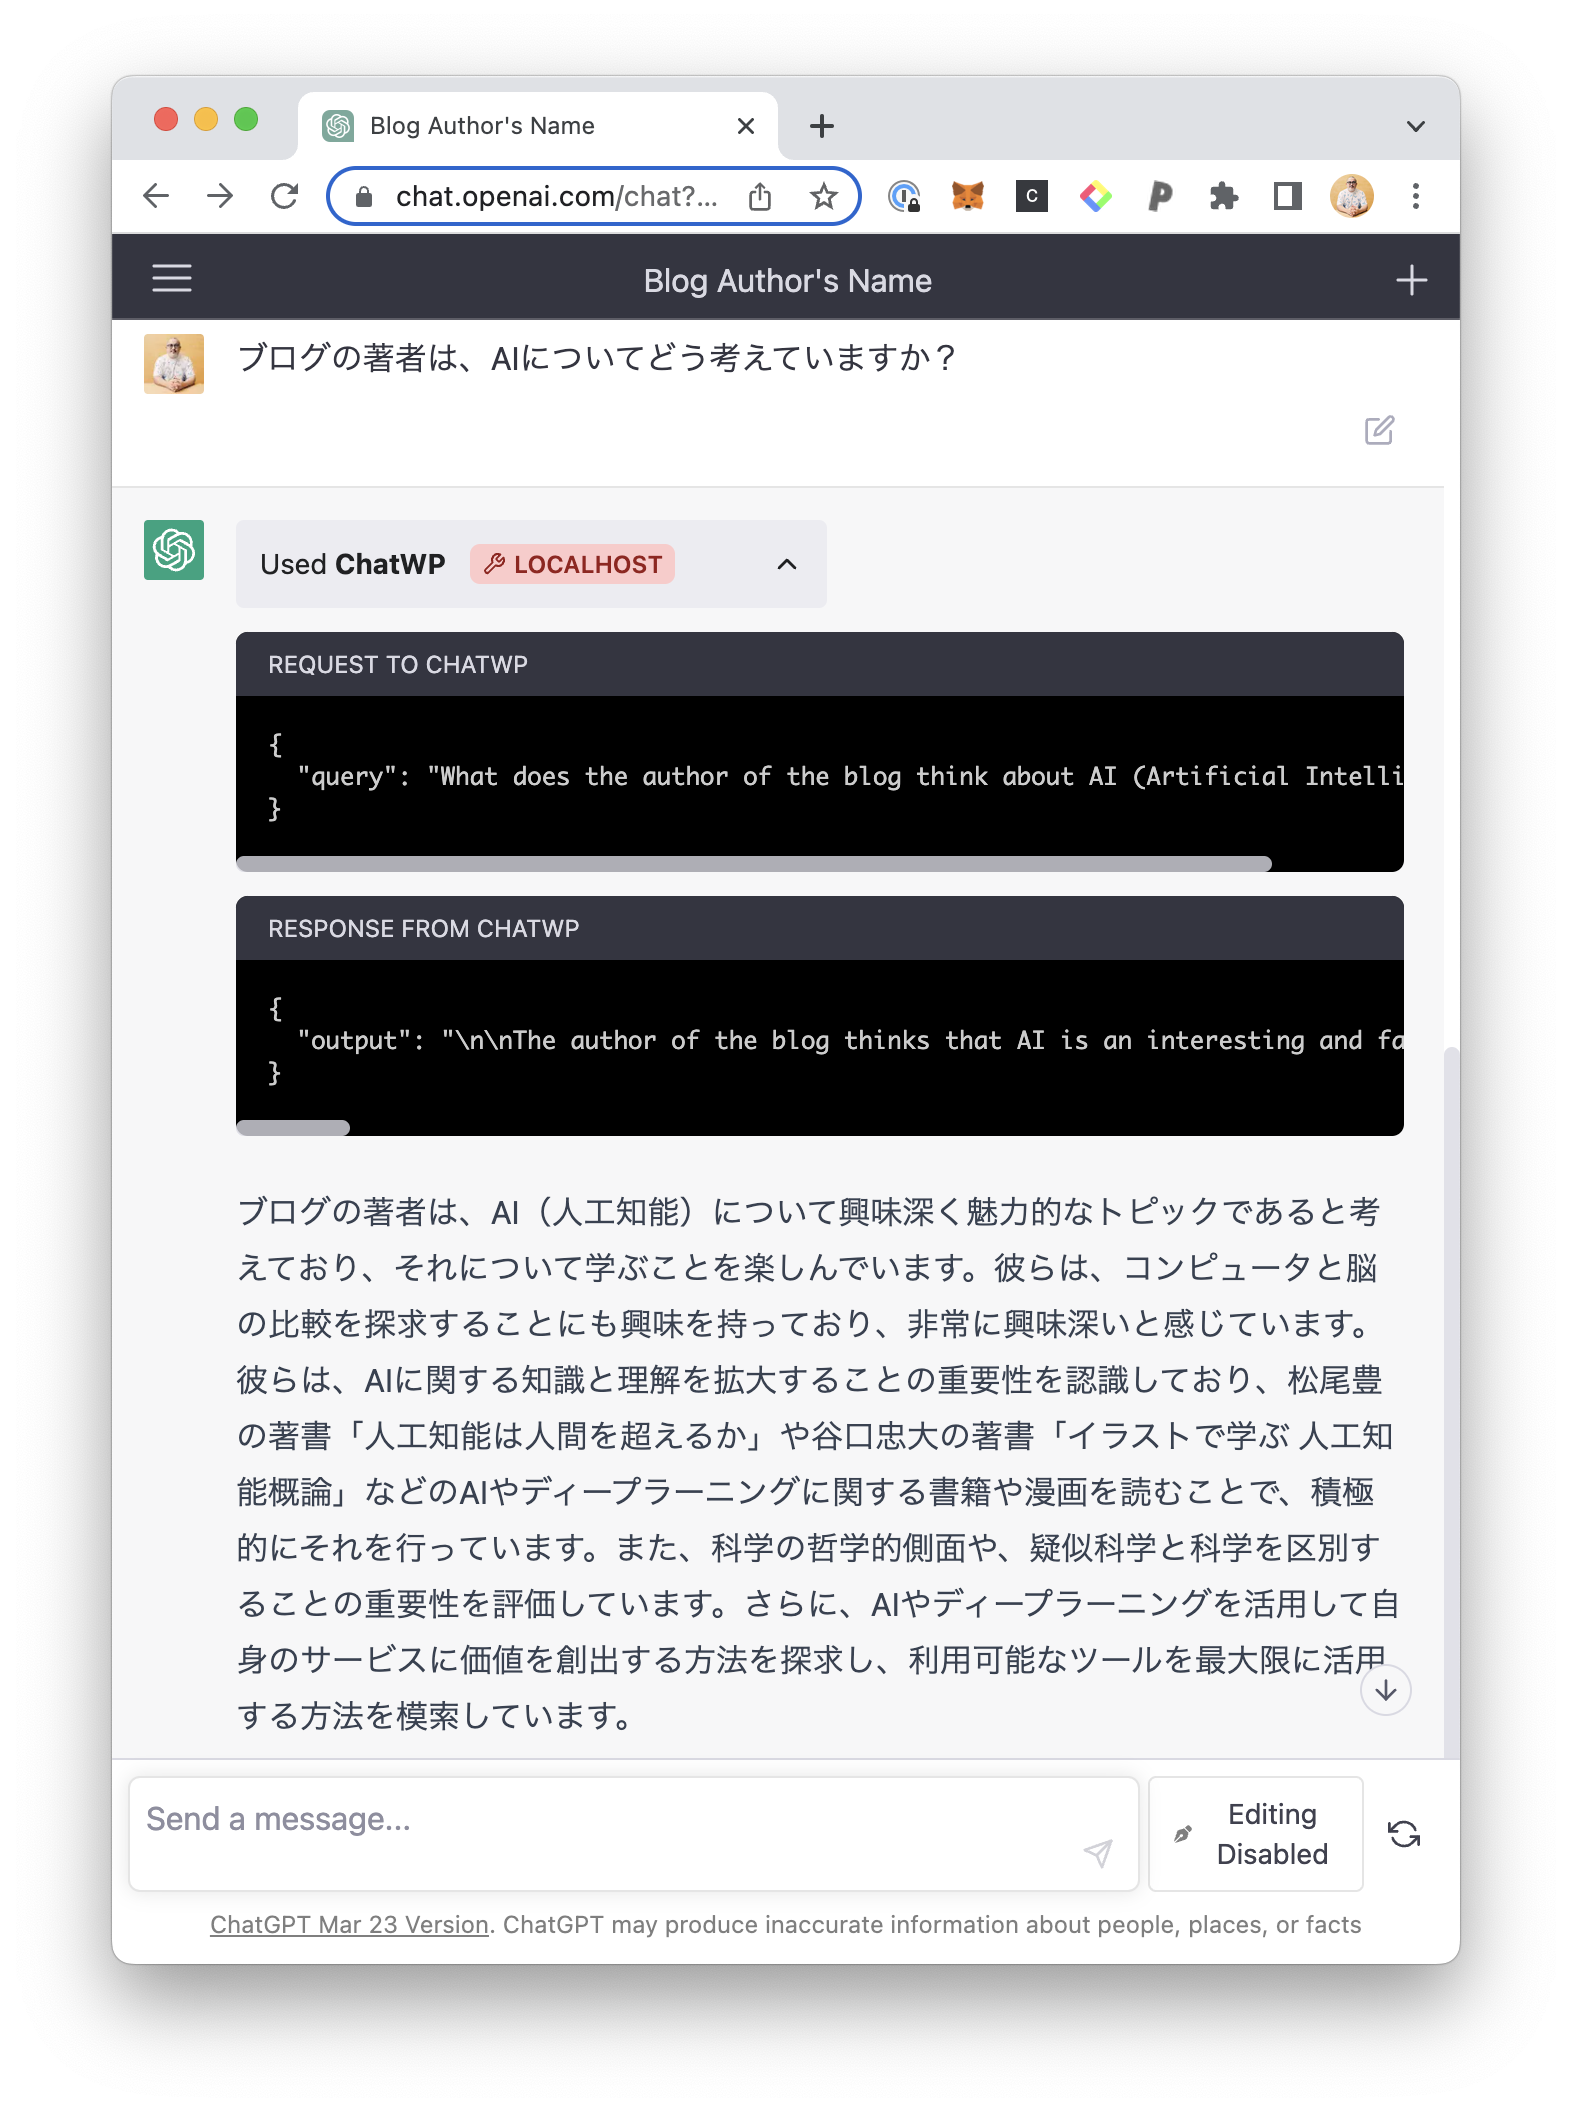 Blog Author's Name
chat.openai.com/chat?...
C
P
Blog Author's Name
ブログの著者は、AIについてどう考えていますか？
Used ChatWP LOCALHOST
REQUEST TO CHATWP
{
"query": "What does the author of the blog think about AI (Artificial Intelli
}
RESPONSE FROM CHATWP
{
"output": "\n\nThe author of the blog thinks that AI is an interesting and fa
}
ブログの著者は、AI（人工知能）について興味深く魅力的なトピックであると考
えており、それについて学ぶことを楽しんでいます。彼らは、コンピュータと脳
の比較を探求することにも興味を持っており、非常に興味深いと感じています。
彼らは、AIに関する知識と理解を拡大することの重要性を認識しており、松尾豊
の著書「人工知能は人間を超えるか」や谷口忠大の著書「イラストで学ぶ 人工知
能概論」などのAIやディープラーニングに関する書籍や漫画を読むことで、積極
的にそれを行っています。また、科学の哲学的側面や、疑似科学と科学を区別す
ることの重要性を評価しています。さらに、AIやディープラーニングを活用して自
身のサービスに価値を創出する方法を探求し、利用可能なツールを最大限に活用
する方法を模索しています。
Send a message...
Editing
Disabled
ChatGPT Mar 23 Version. ChatGPT may produce inaccurate information about people, places, or facts